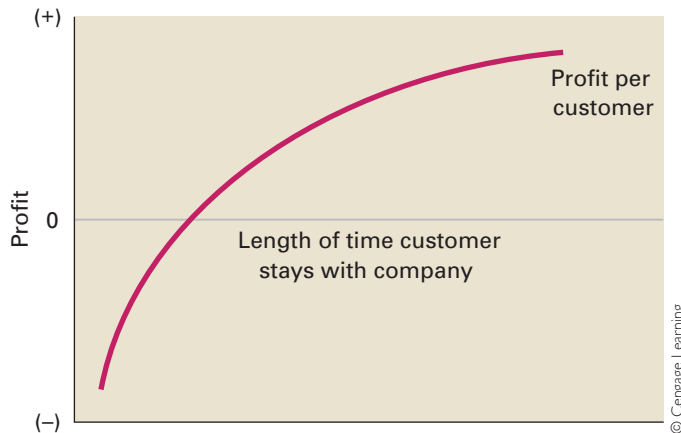 (+)
Profit per
customer
Profit
0
Length of time customer
stays with company
(–)
© Cengage Learning